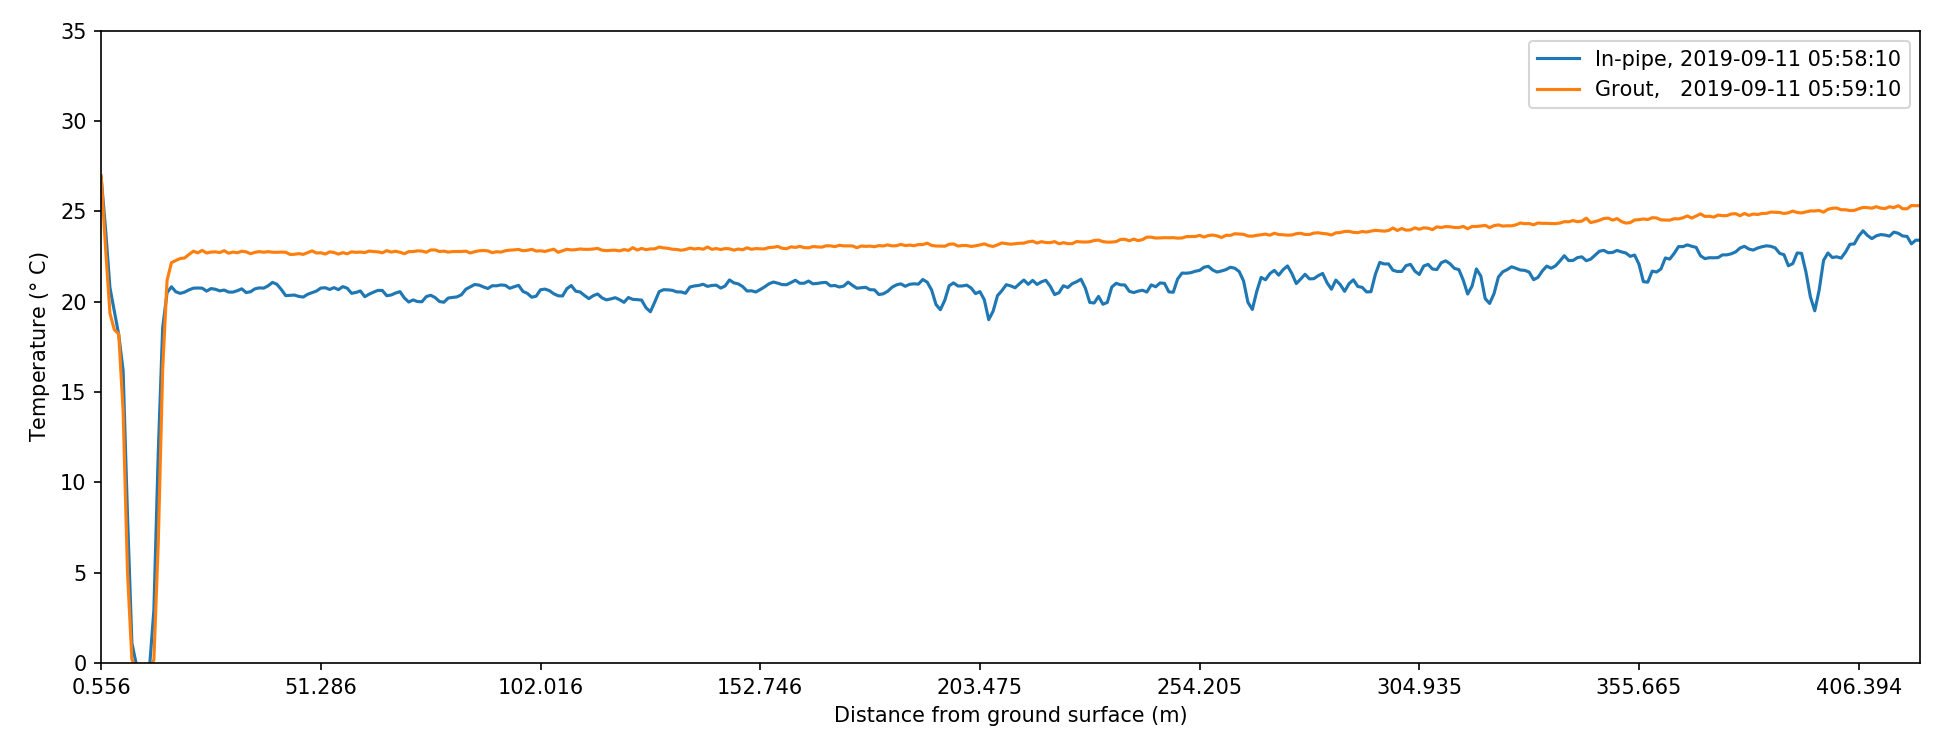 35
30
25
20
15
10
5
0
Temperature (° C)
In-pipe, 2019-09-11 05:58:10
Grout, 2019-09-11 05:59:10
0.556 51.286 102.016 152.746 203.475 254.205 304.935 355.665 406.394
Distance from ground surface (m)